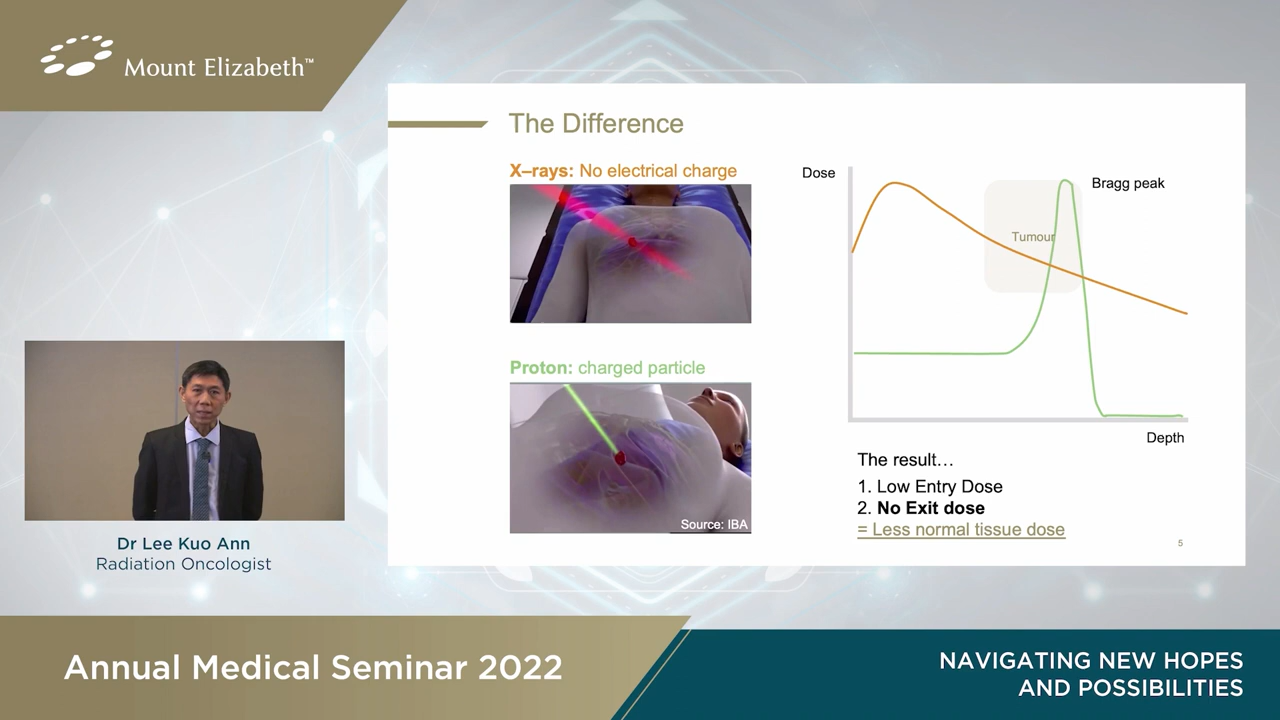 Mount Elizabeth™
The Difference
X–rays: No electrical charge
Proton: charged particle
Source: IBA
Dose
Bragg peak
Tumour
Depth
The result…
1. Low Entry Dose
2. No Exit dose
= Less normal tissue dose
5
Dr Lee Kuo Ann
Radiation Oncologist
Annual Medical Seminar 2022
NAVIGATING NEW HOPES
AND POSSIBILITIES